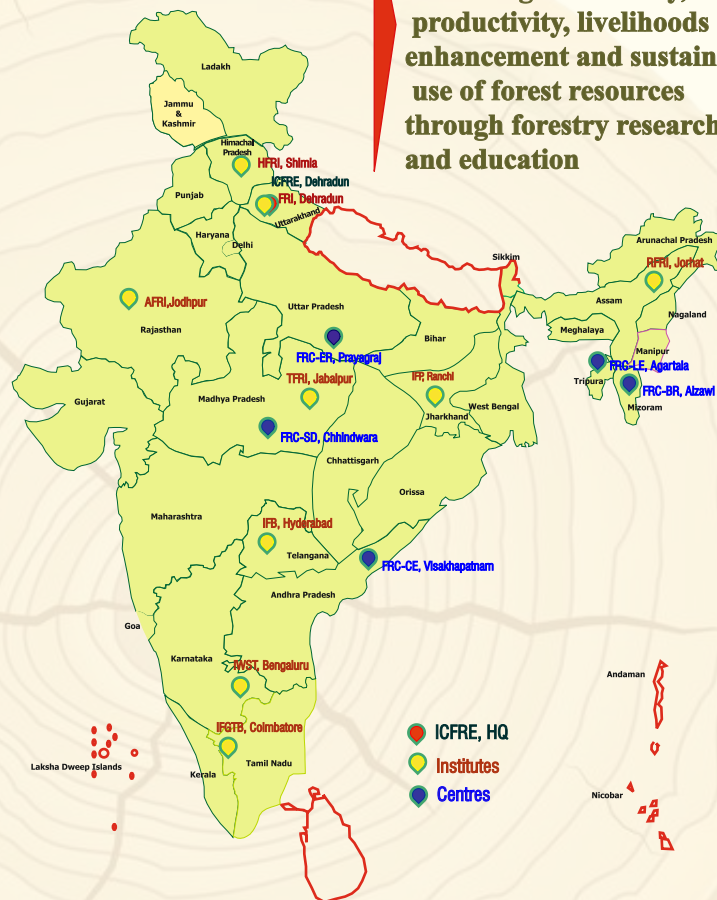 productivity, livelihoods
enhancement and sustain
use of forest resources
through forestry research
and education
Ladakh
Jammu
&
Kashmir
Himachal
Pradesh
HFRI, Shimla
ICFRE, Dehradun
FRI, Dehradun
Punjab
Uttarakhand
Haryana
Delhi
Arunachal Pradesh
Sikkim
RFRI, Jorhat
AFRI,Jodhpur
Assam
Uttar Pradesh
Nagaland
Rajasthan
Meghalaya
Bihar
Manipur
FRC-ER, Prayagraj
FRC-LE, Agartala
TFRI, Jabalpur
IFP, Ranchi
Tripura
FRC-BR, Aizawl
Gujarat
Madhya Pradesh
West Bengal
Mizoram
Jharkhand
FRC-SD, Chhindwara
Chhattisgarh
Orissa
Maharashtra
IFB, Hyderabad
Telangana
FRC-CE, Visakhapatnam
Andhra Pradesh
Goa
Karnataka
IWST, Bengaluru
Andaman
IFGTB, Coimbatore
ICFRE, HQ
Laksha Dweep Islands
Tamil Nadu
Institutes
Kerala
Centres
Nicobar